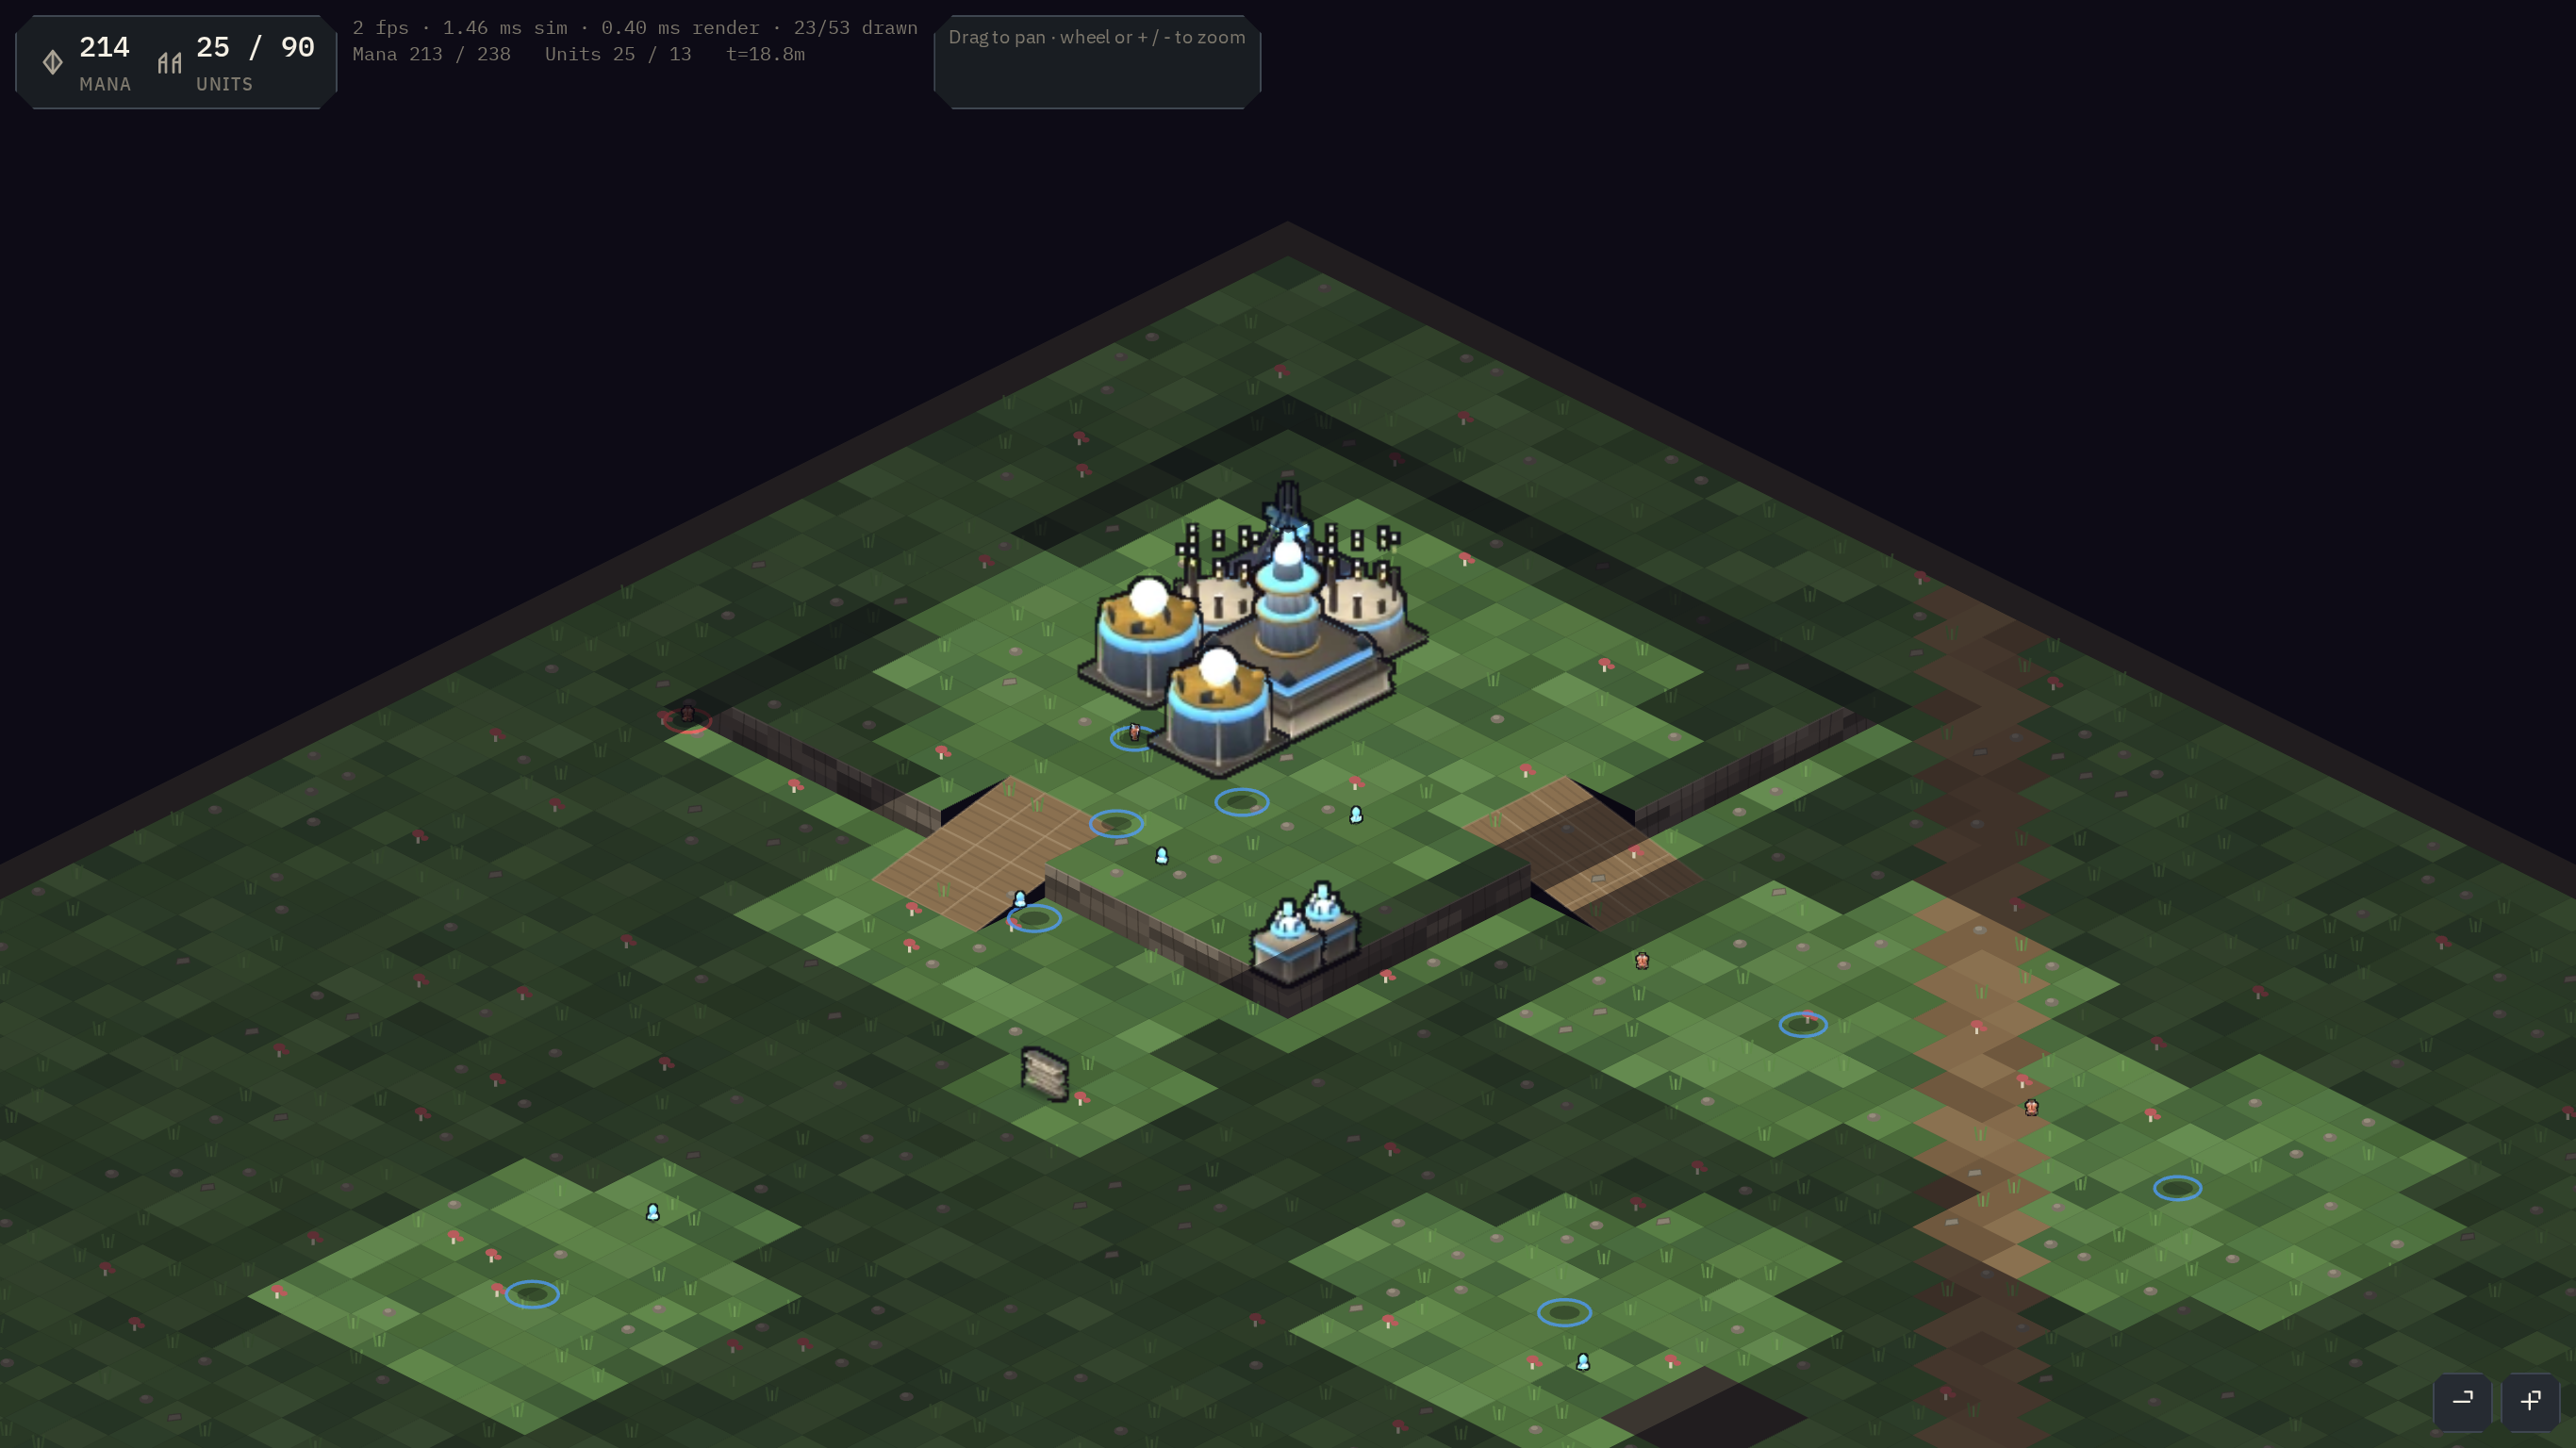 214
MANA
25 / 90
UNITS
2 fps · 1.46 ms sim · 0.40 ms render · 23/53 drawn
Mana 213 / 238 Units 25 / 13 t=18.8m
Drag to pan · wheel or + / - to zoom